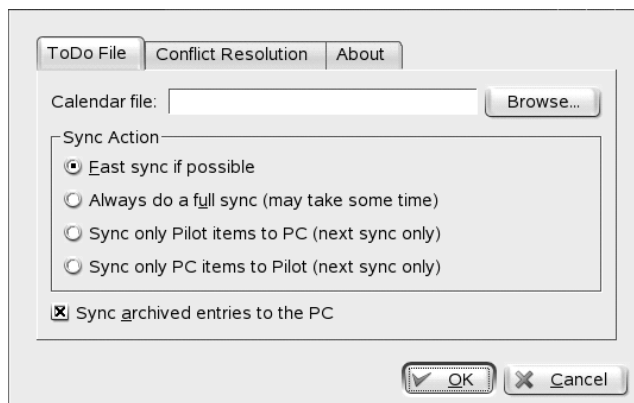 ToDo File Conflict Resolution About
Calendar file: Browse...
Sync Action
Fast sync if possible
Always do a full sync (may take some time)
Sync only Pilot items to PC (next sync only)
Sync only PC items to Pilot (next sync only)
Sync archived entries to the PC
OK Cancel